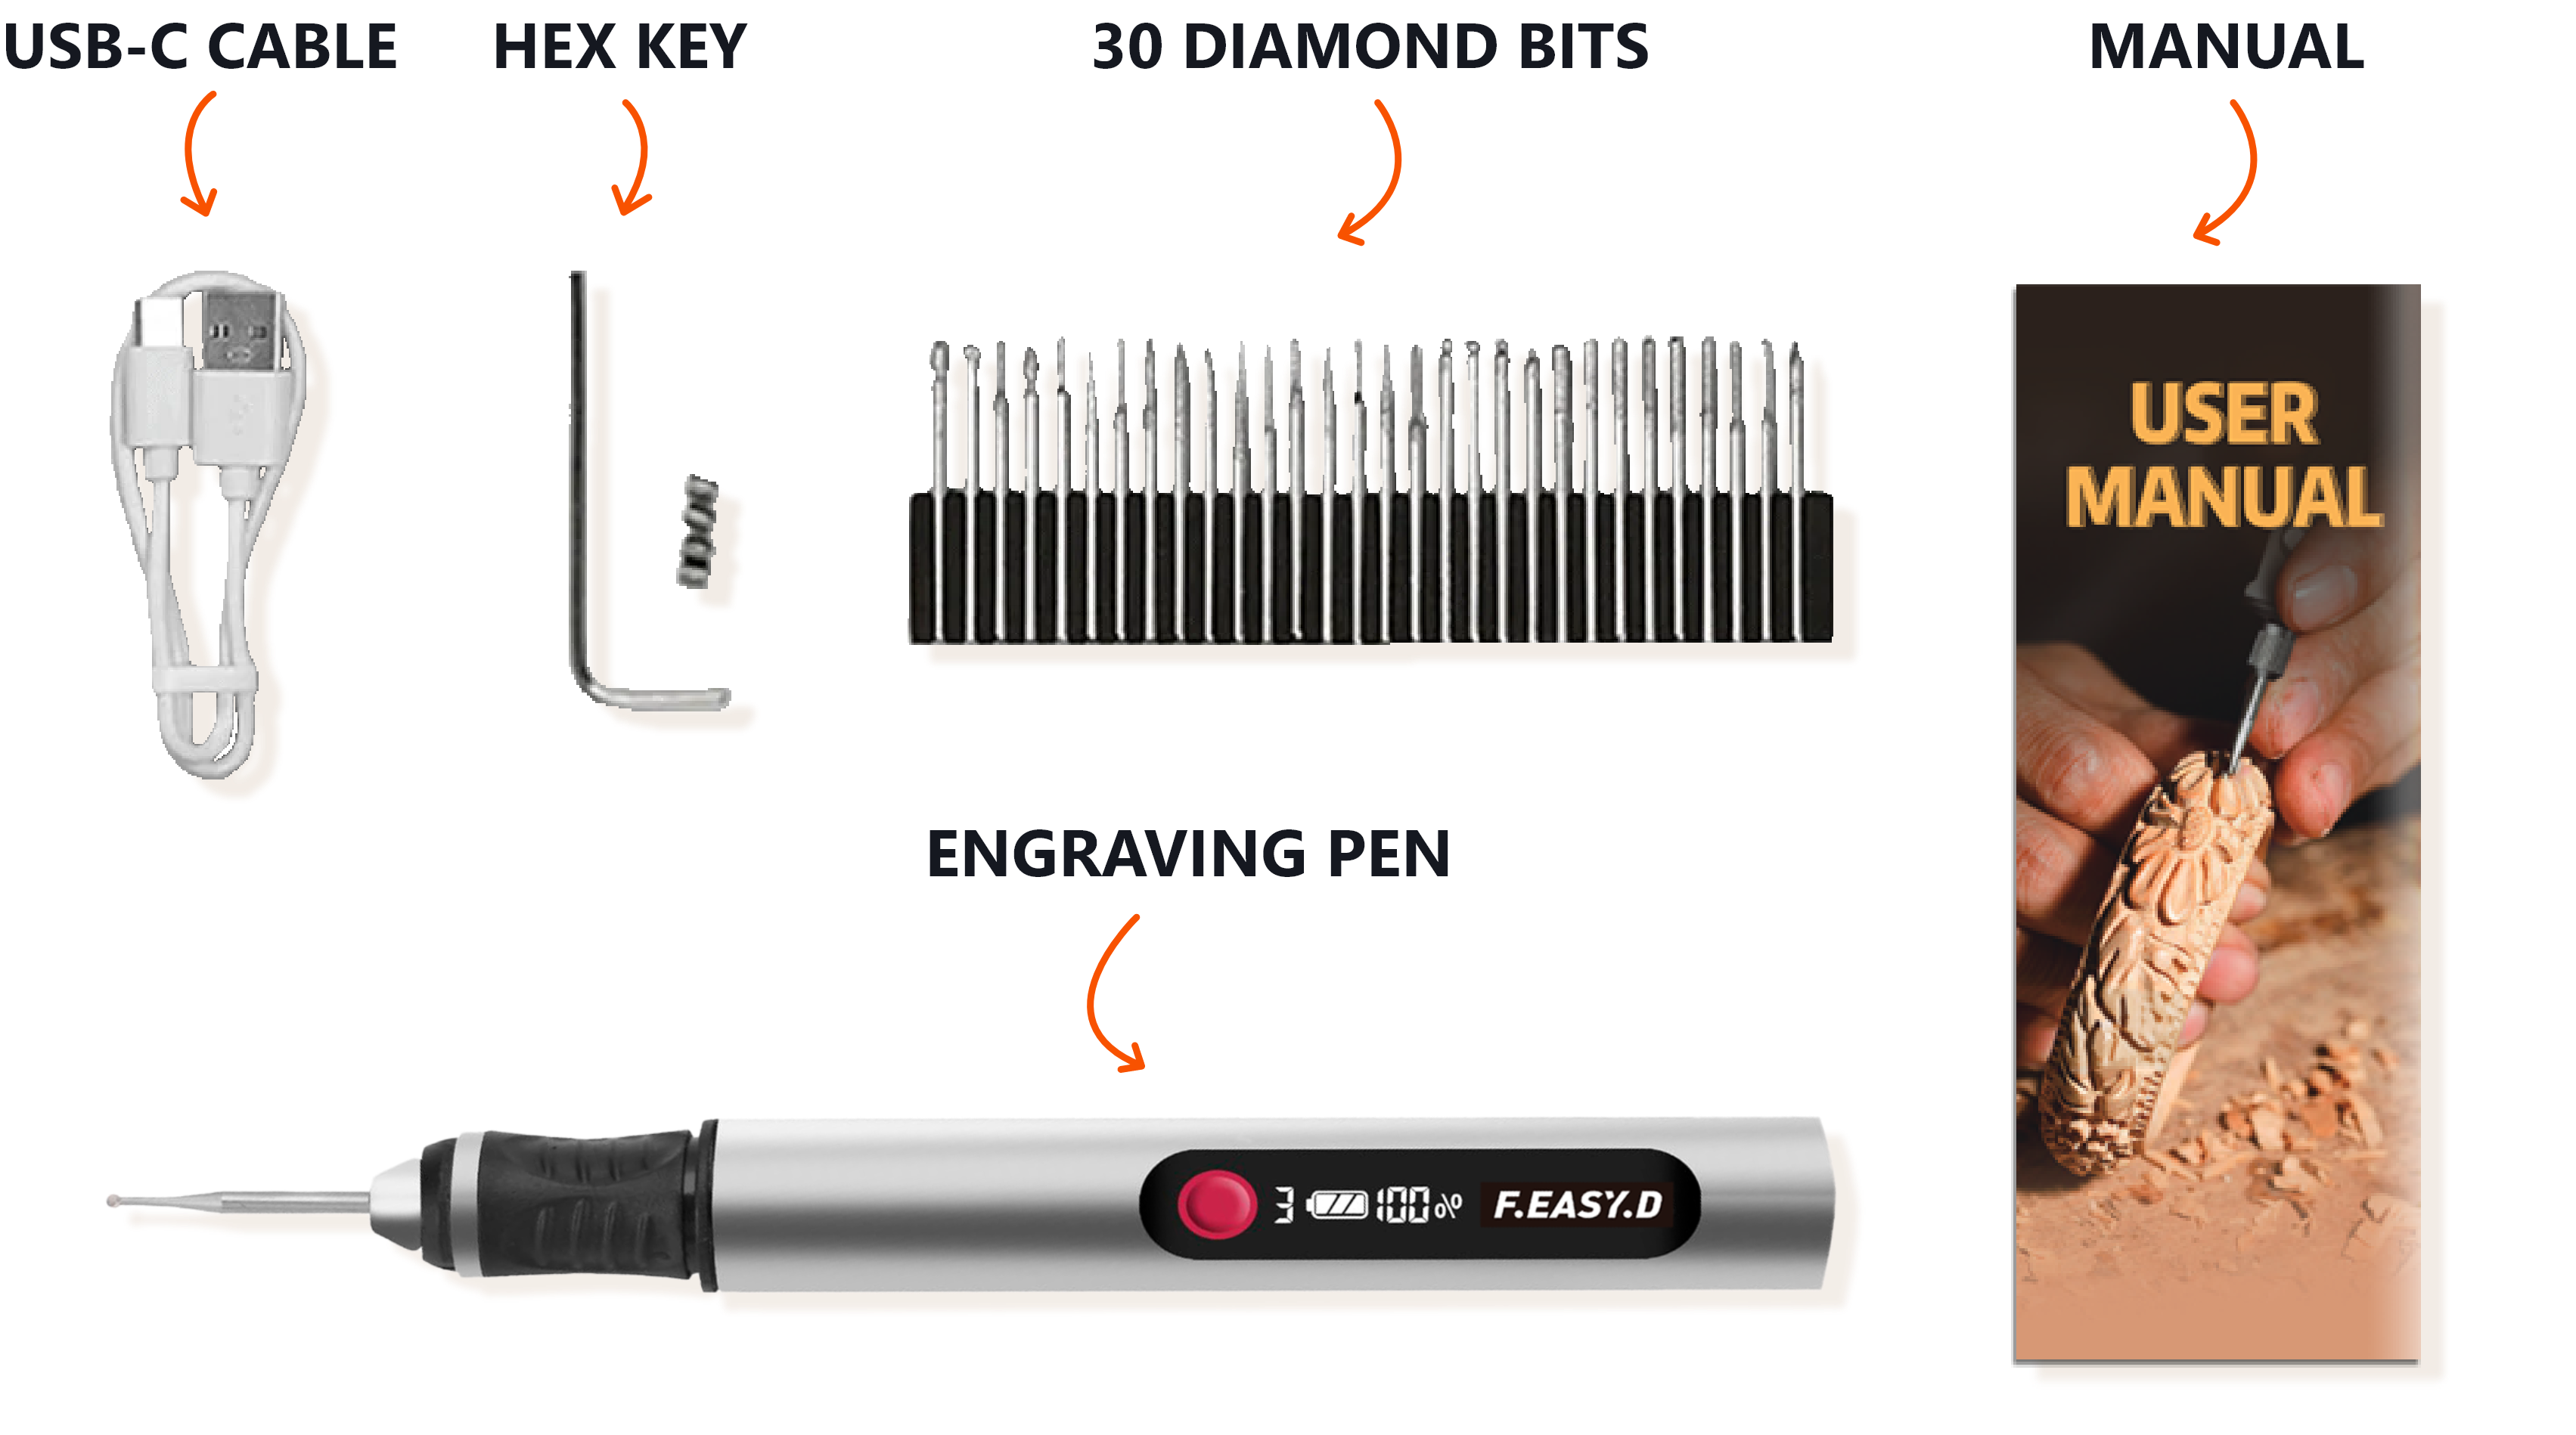 USB-C CABLE
HEX KEY
30 DIAMOND BITS
MANUAL
USER
MANUAL
ENGRAVING PEN
3 100% F.EASY.D